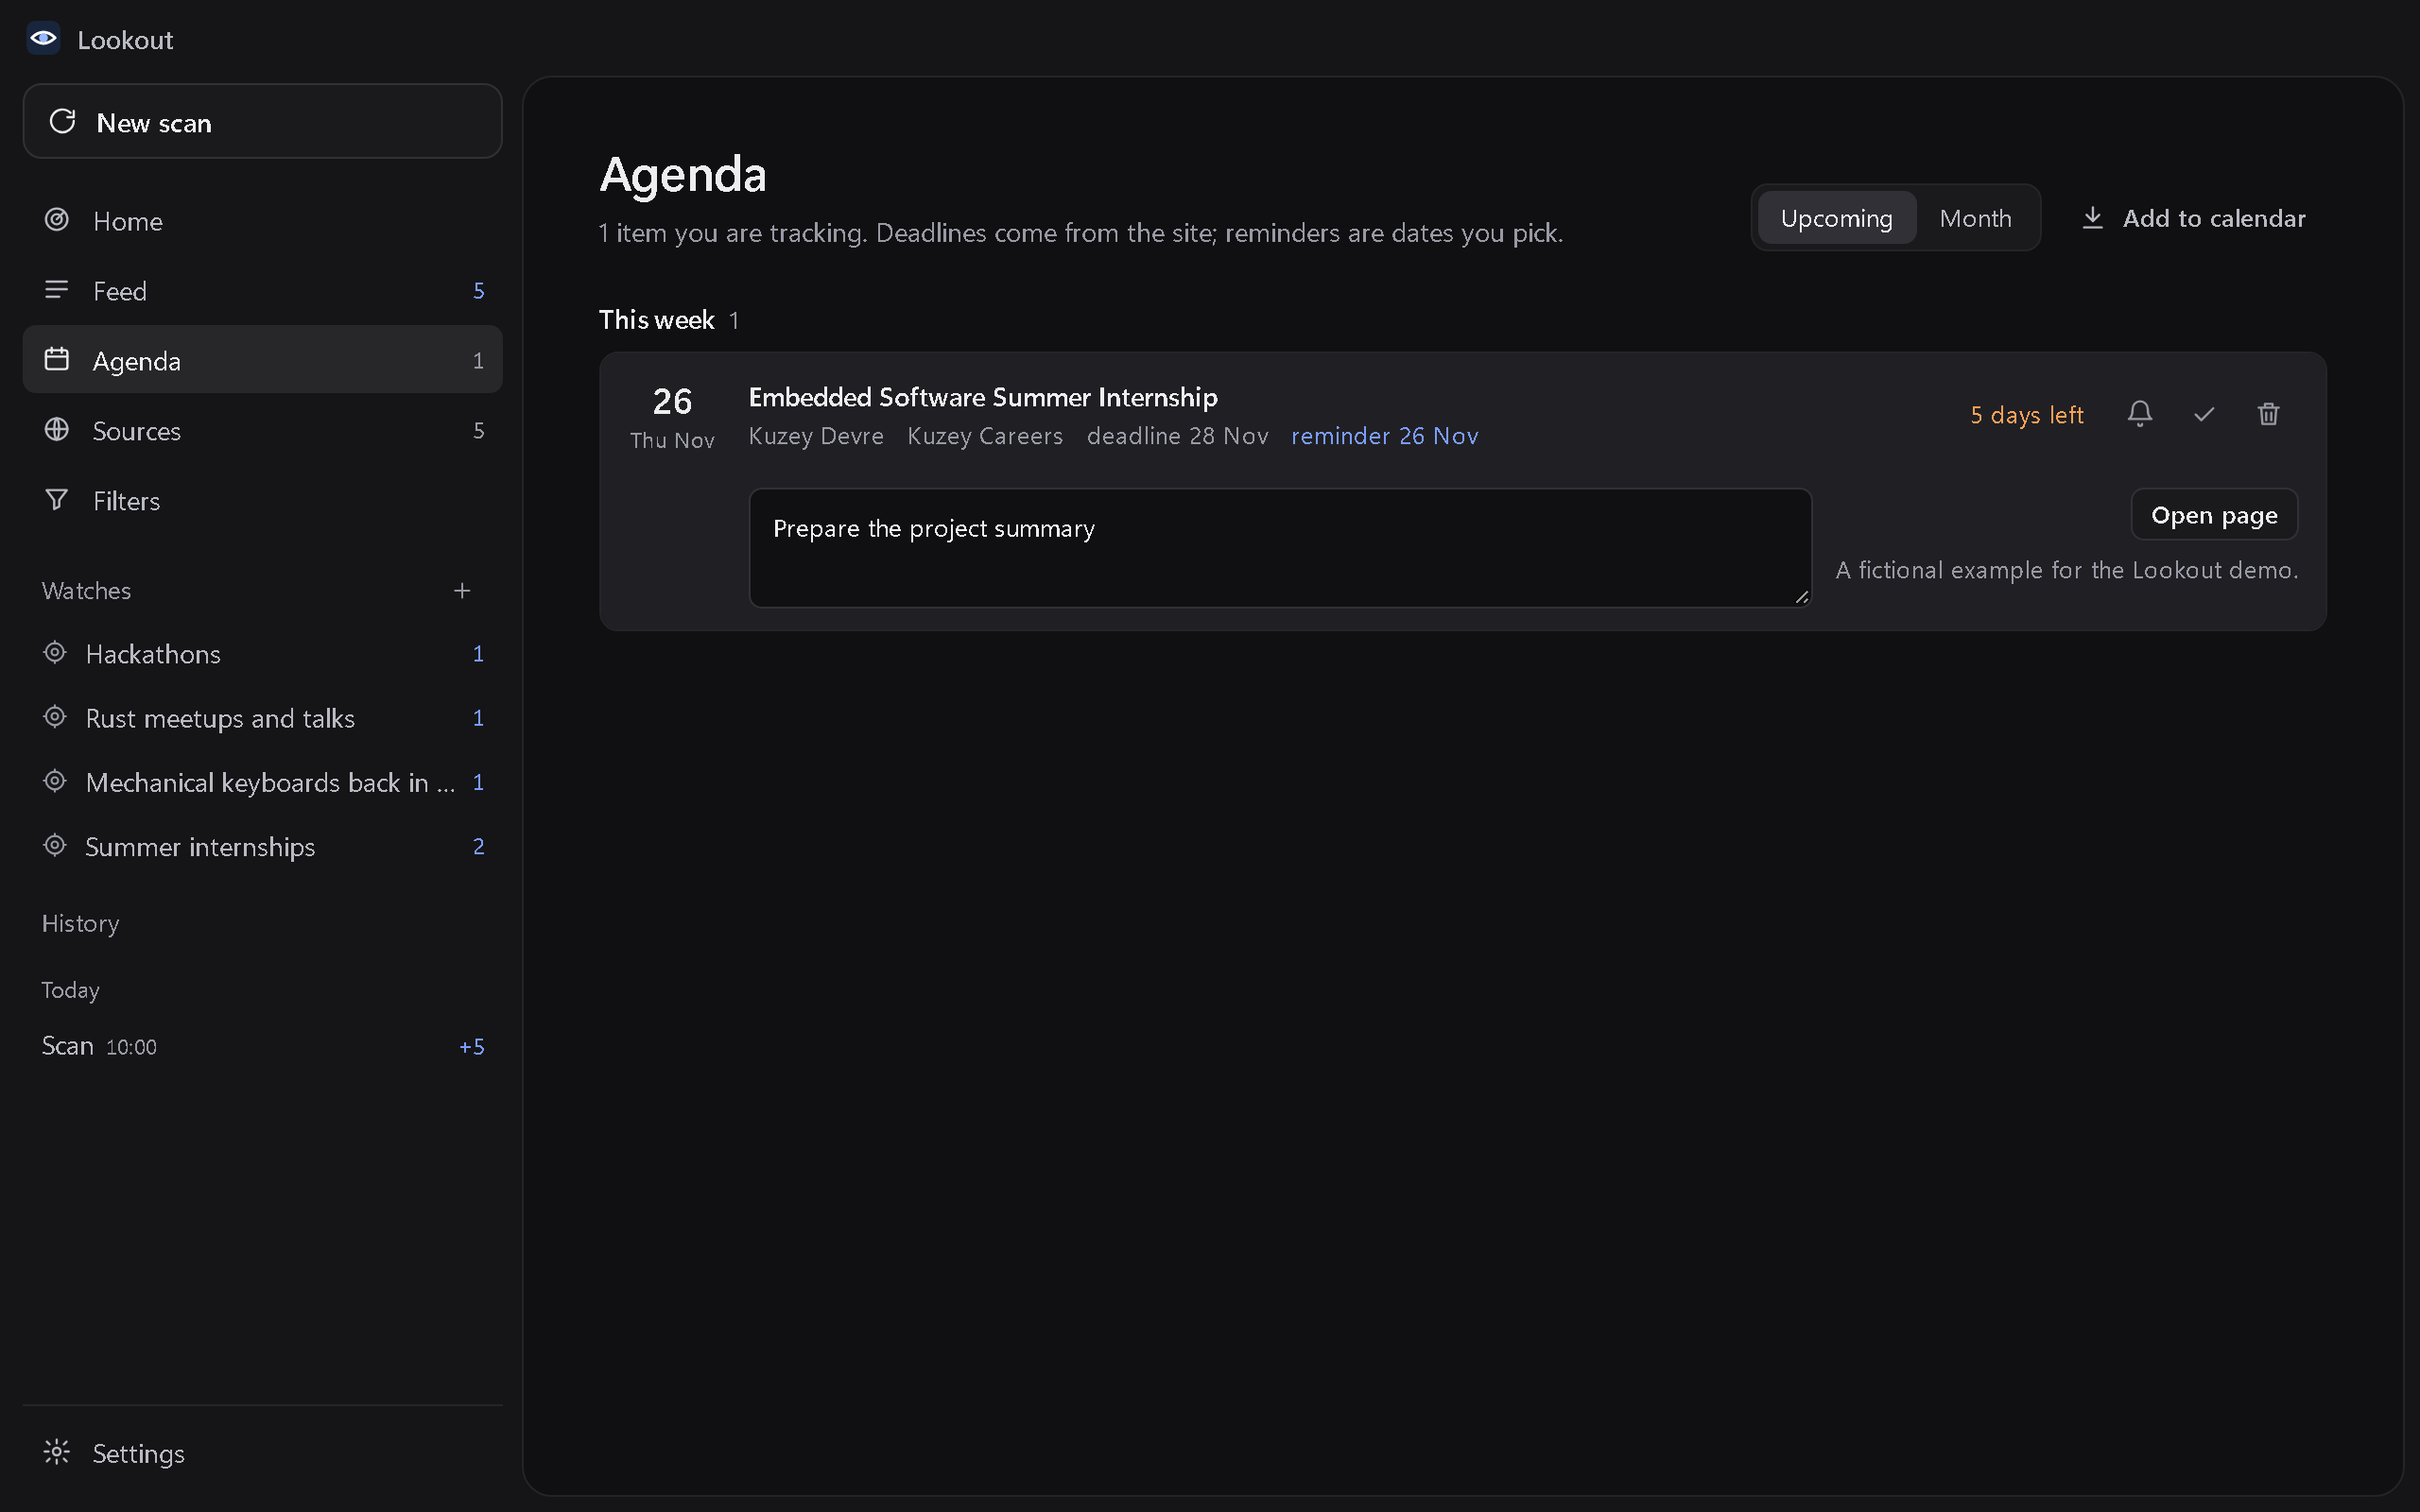 Lookout
New scan
Home
Feed 5
Agenda 1
Sources 5
Filters
Watches
Hackathons 1
Rust meetups and talks 1
Mechanical keyboards back in ... 1
Summer internships 2
History
Today
Scan 10:00 +5
Settings
Agenda
1 item you are tracking. Deadlines come from the site; reminders are dates you pick.
Upcoming Month Add to calendar
This week 1
26
Thu Nov
Embedded Software Summer Internship
Kuzey Devre Kuzey Careers deadline 28 Nov reminder 26 Nov
5 days left
Prepare the project summary
Open page
A fictional example for the Lookout demo.